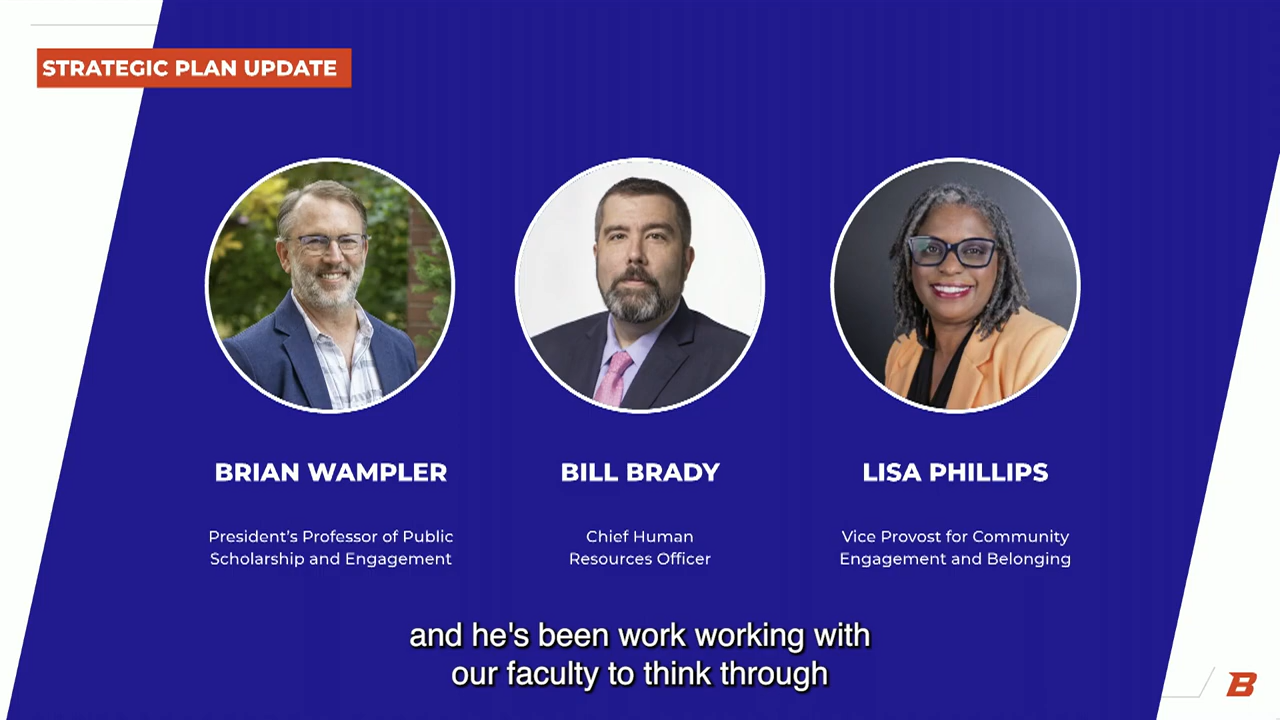 STRATEGIC PLAN UPDATE
BRIAN WAMPLER
President's Professor of Public
Scholarship and Engagement
BILL BRADY
Chief Human
Resources Officer
LISA PHILLIPS
Vice Provost for Community
Engagement and Belonging
and he's been work working with
our faculty to think through
B